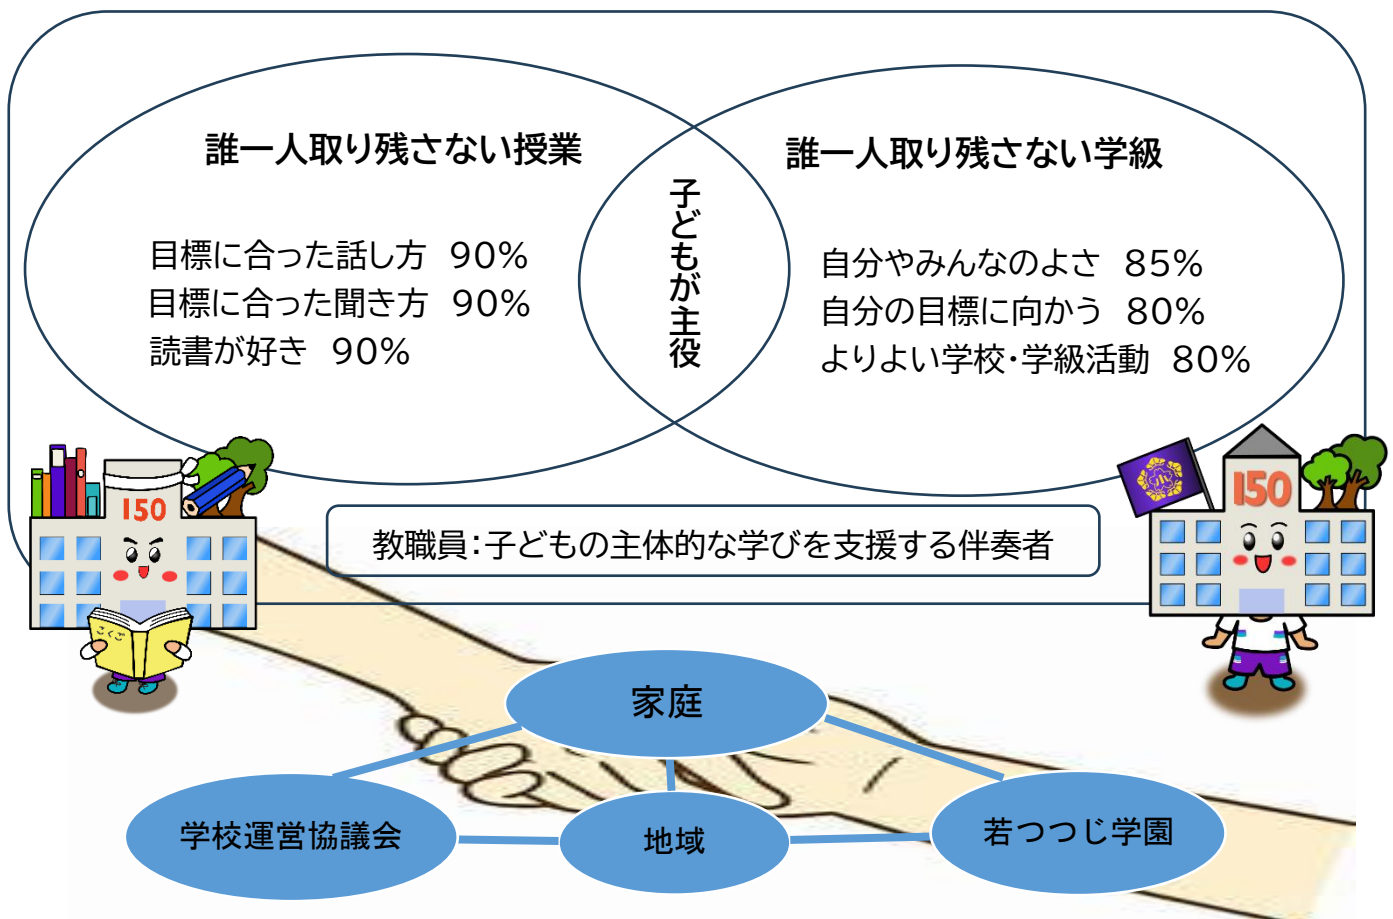 誰一人取り残さない授業
目標に合った話し方 90%
目標に合った聞き方 90%
読書が好き 90%
子どもが主役
誰一人取り残さない学級
自分やみんなのよさ 85%
自分の目標に向かう 80%
よりよい学校・学級活動 80%
150
こくご
小
150
教職員：子どもの主体的な学びを支援する伴奏者
家庭
学校運営協議会
地域
若つつじ学園